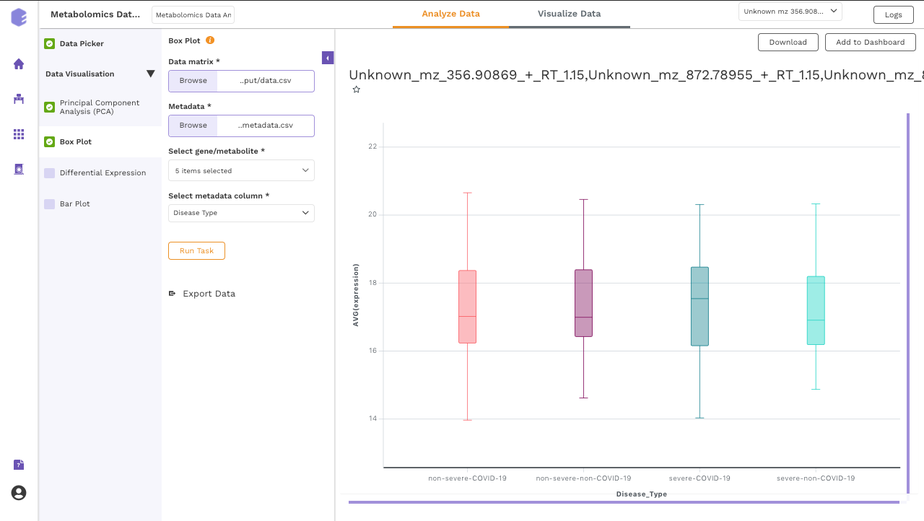 Metabolomics Dat...
Metabolomics Data An
Analyze Data
Visualize Data
Unknown mz 356.908...
Logs
Data Picker
Data Visualisation
Principal Component
Analysis (PCA)
Box Plot
Differential Expression
Bar Plot
Box Plot
Data matrix *
Browse
..put/data.csv
Metadata *
Browse
..metadata.csv
Select gene/metabolite *
5 items selected
Select metadata column *
Disease Type
Run Task
Export Data
Download
Add to Dashboard
Unknown_mz_356.90869_+_RT_1.15,Unknown_mz_872.78955_+_RT_1.15,Unknown_mz_8
22
20
18
16
14
AVG(expression)
non-severe-COVID-19
non-severe-non-COVID-19
severe-COVID-19
severe-non-COVID-19
Disease_Type